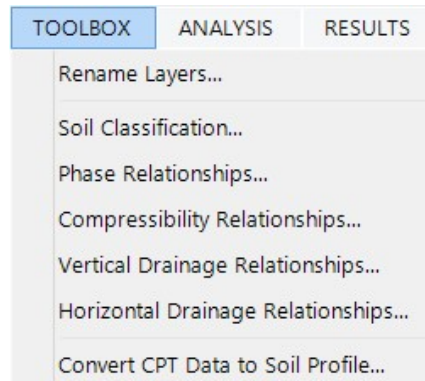 TOOLBOX ANALYSIS RESULTS
Rename Layers...
Soil Classification...
Phase Relationships...
Compressibility Relationships...
Vertical Drainage Relationships...
Horizontal Drainage Relationships...
Convert CPT Data to Soil Profile...